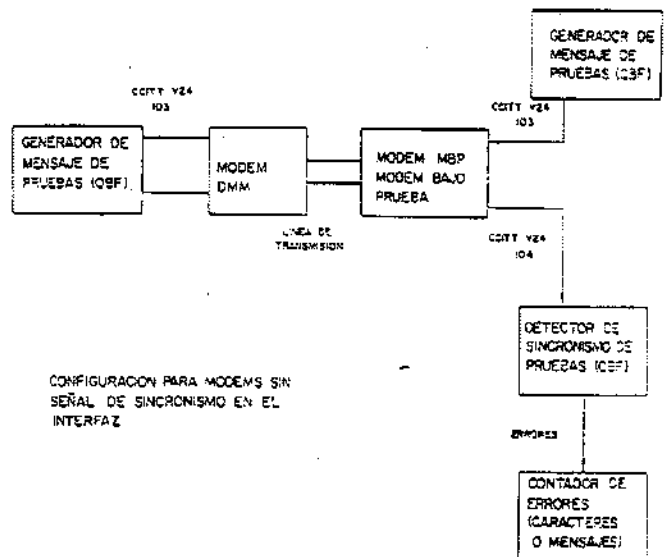 GENERADOR DE
MENSAJE DE
PRUEBAS (QBF)
CCITT V24
103
CCITT V24
103
GENERADOR DE
MENSAJE DE
PRUEBAS (QBF)
MODEM
DMM
MODEM MBP
MODEM BAJO
PRUEBA
LINEA DE
TRANSMISION
CCITT V24
104
DETECTOR DE
SINCRONISMO DE
PRUEBAS (QBF)
CONFIGURACION PARA MODEMS SIN
SEÑAL DE SINCRONISMO EN EL
INTERFAZ
ERRORES
CONTADOR DE
ERRORES
(CARACTERES
O MENSAJES)